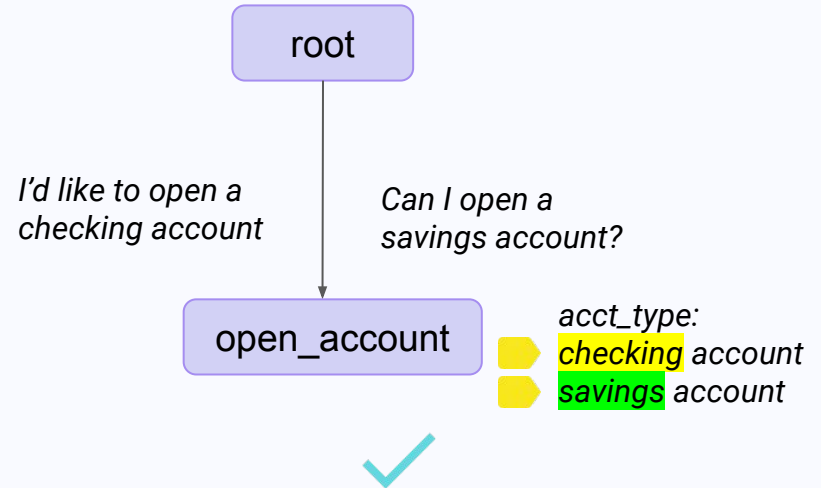 root
I’d like to open a
checking account
Can I open a
savings account?
open_account
acct_type:
checking account
savings account